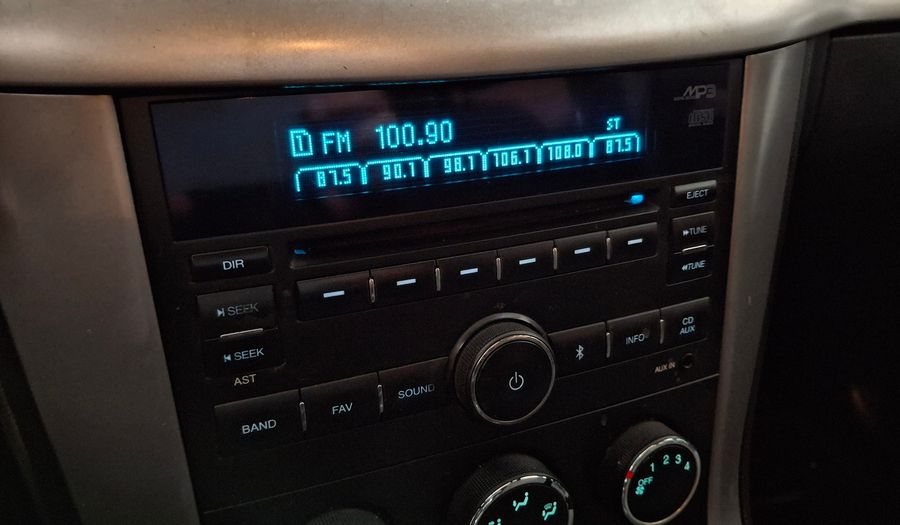 MP3
1 FM 100.90 ST
87.5 90.1 98.1 106.1 108.0 87.5
EJECT
DIR
TUNE
SEEK
TUNE
SEEK
AST
CD AUX
INFO
AUX IN
SOUND
FAV
BAND
OFF 1 2 3 4